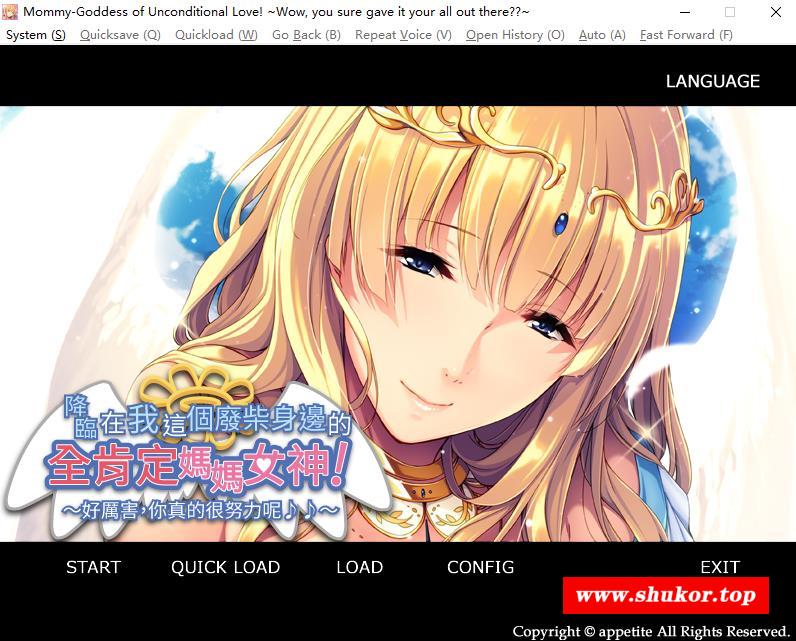 Mommy-Goddess of Unconditional Love! ~Wow, you sure gave it your all out there??~
System (S) Quicksave (Q) Quickload (W) Go Back (B) Repeat Voice (V) Open History (O) Auto (A) Fast Forward (F)
LANGUAGE
降臨在我這個廢柴身邊的
全肯定媽媽女神!
～好厲害，你真的很努力呢♪♪～
START QUICK LOAD LOAD CONFIG EXIT
www.shukor.top
Copyright © appetite All Rights Reserved.